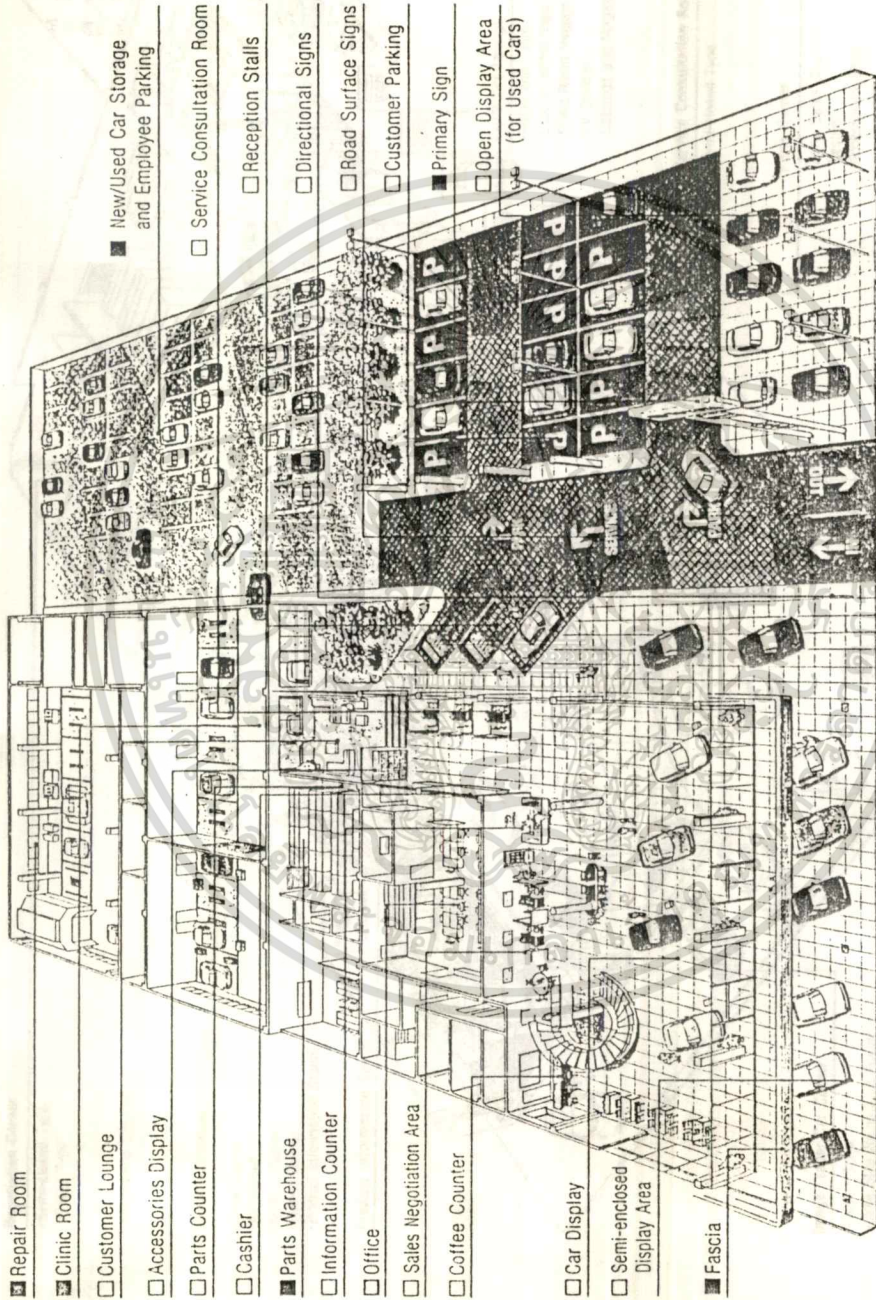 Repair Room
Clinic Room
Customer Lounge
Accessories Display
Parts Counter
Cashier
Parts Warehouse
Information Counter
Office
Sales Negotiation Area
Coffee Counter
Car Display
Semi-enclosed
Display Area
Fascia
New/Used Car Storage
and Employee Parking
Service Consultation Room
Reception Stalls
Directional Signs
Road Surface Signs
Customer Parking
Primary Sign
Open Display Area
(for Used Cars)
P P P
P P P
P P P
SERVICE
OUT